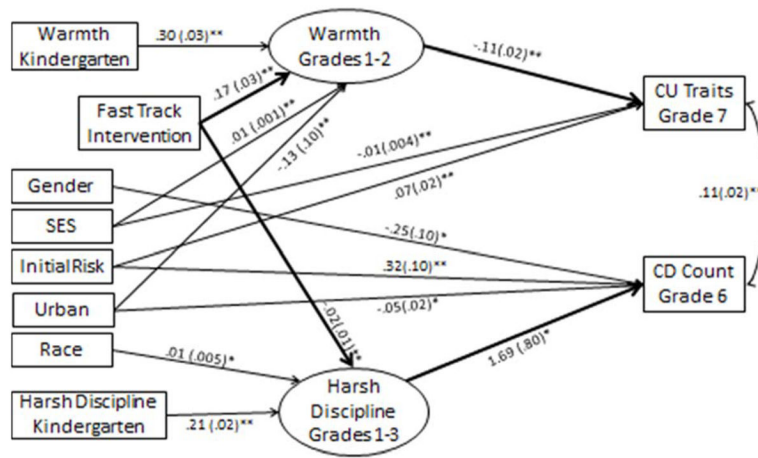 Warmth
Kindergarten
.30 (.03)**
Warmth
Grades 1-2
-.11(.02)**
.17 (.03)**
Fast Track
Intervention
.01 (.001)**
-.13 (.10)**
CU Traits
Grade 7
-.01(.004)**
.07(.02)**
Gender
SES
.11(.02)**
-.25(.10)*
Initial Risk
.32(.10)**
CD Count
Grade 6
Urban
-.05(.02)*
-.02(.01)**
Race
.01 (.005)*
1.69 (.80)*
Harsh
Discipline
Grades 1-3
Harsh Discipline
Kindergarten
.21 (.02)**